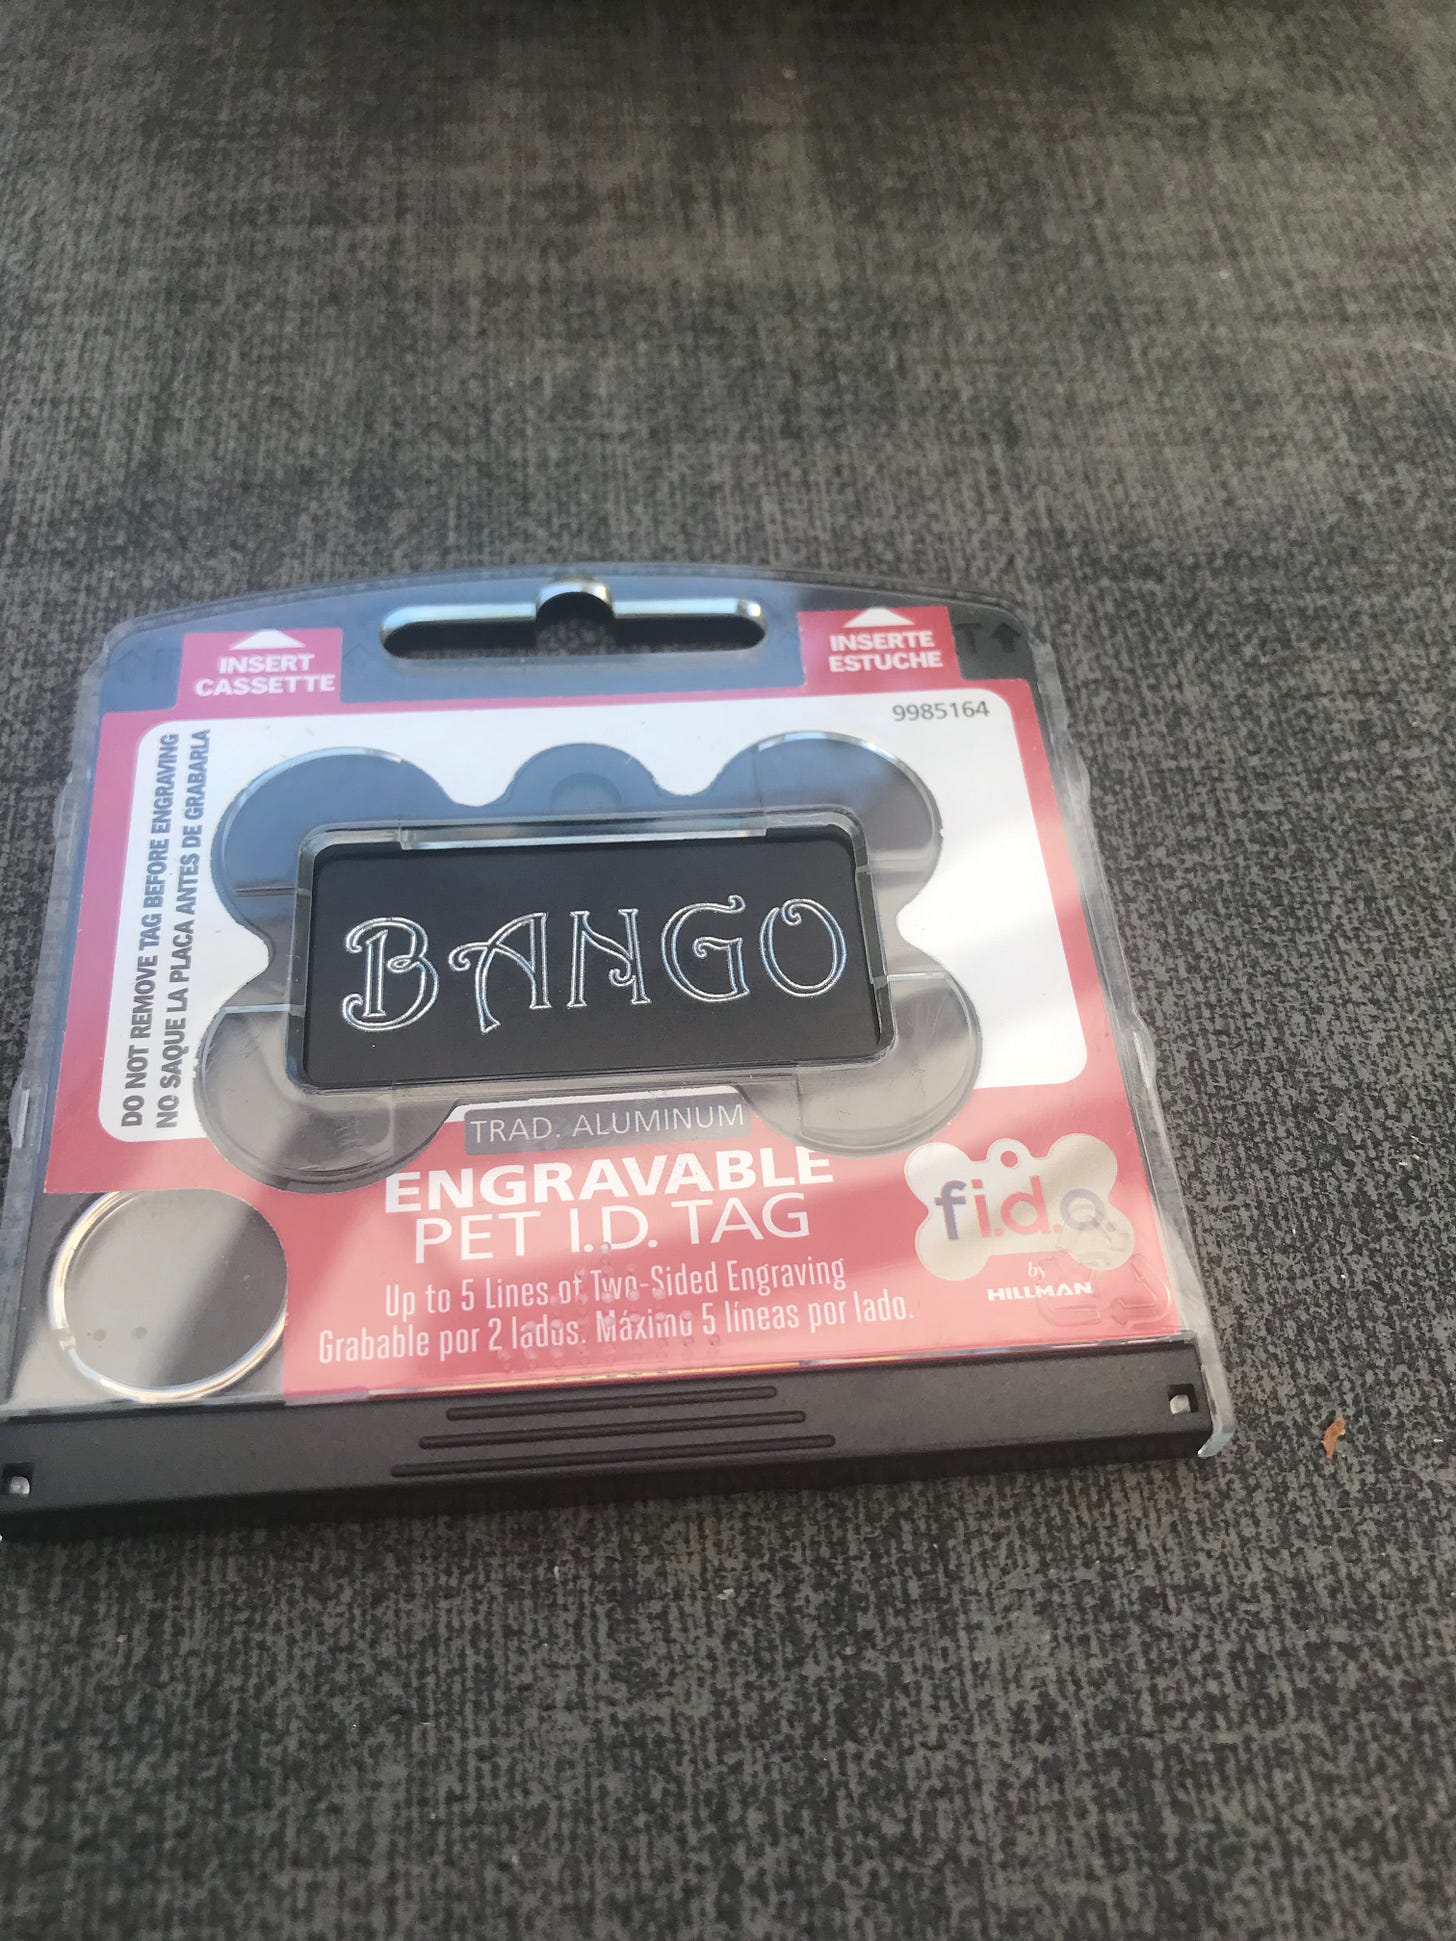 INSERT
CASSETTE
INSERTE
ESTUCHE
9985164
DO NOT REMOVE TAG BEFORE ENGRAVING
NO SAQUE LA PLACA ANTES DE GRABARLA
BANGO
TRAD. ALUMINUM
ENGRAVABLE
PET I.D. TAG
Up to 5 Lines of Two-Sided Engraving
Grabable por 2 lados. Máximo 5 líneas por lado.
f.i.d.o.
by
HILLMAN